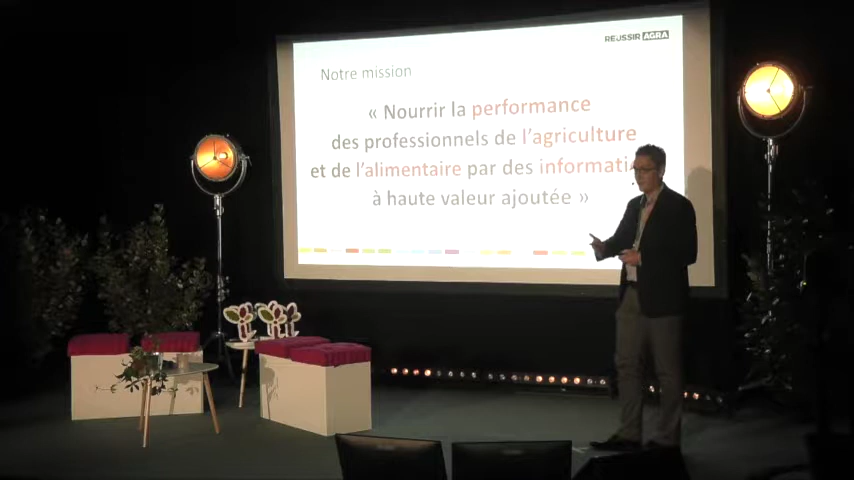 RÉUSSIR AGRA
Notre mission
« Nourrir la performance
des professionnels de l'agriculture
et de l'alimentaire par des informati
à haute valeur ajoutée »